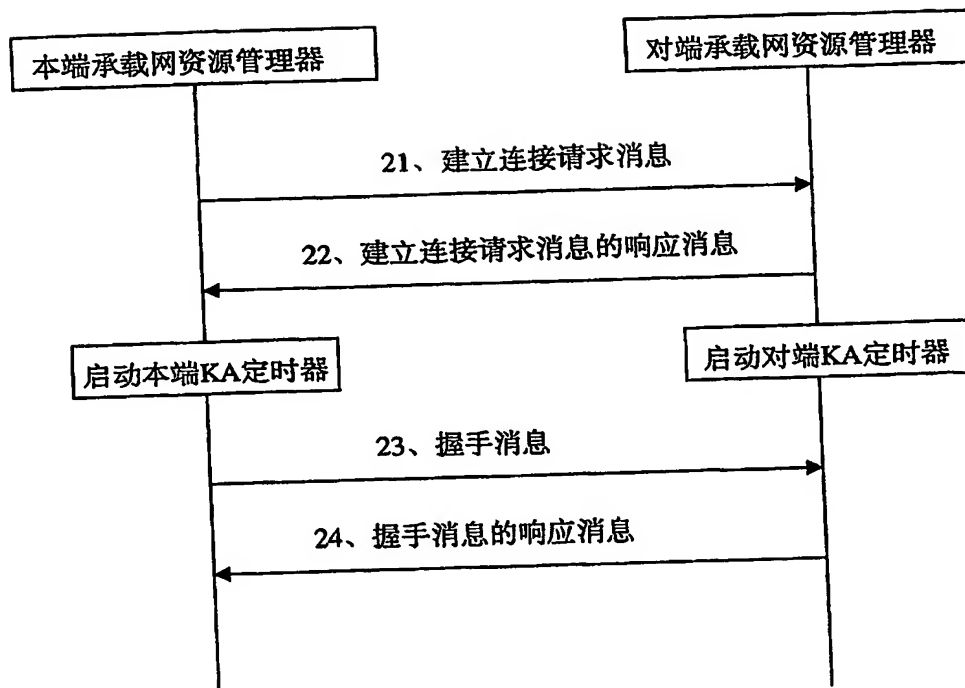 本端承载网资源管理器
对端承载网资源管理器
21、建立连接请求消息
22、建立连接请求消息的响应消息
启动本端KA定时器
启动对端KA定时器
23、握手消息
24、握手消息的响应消息